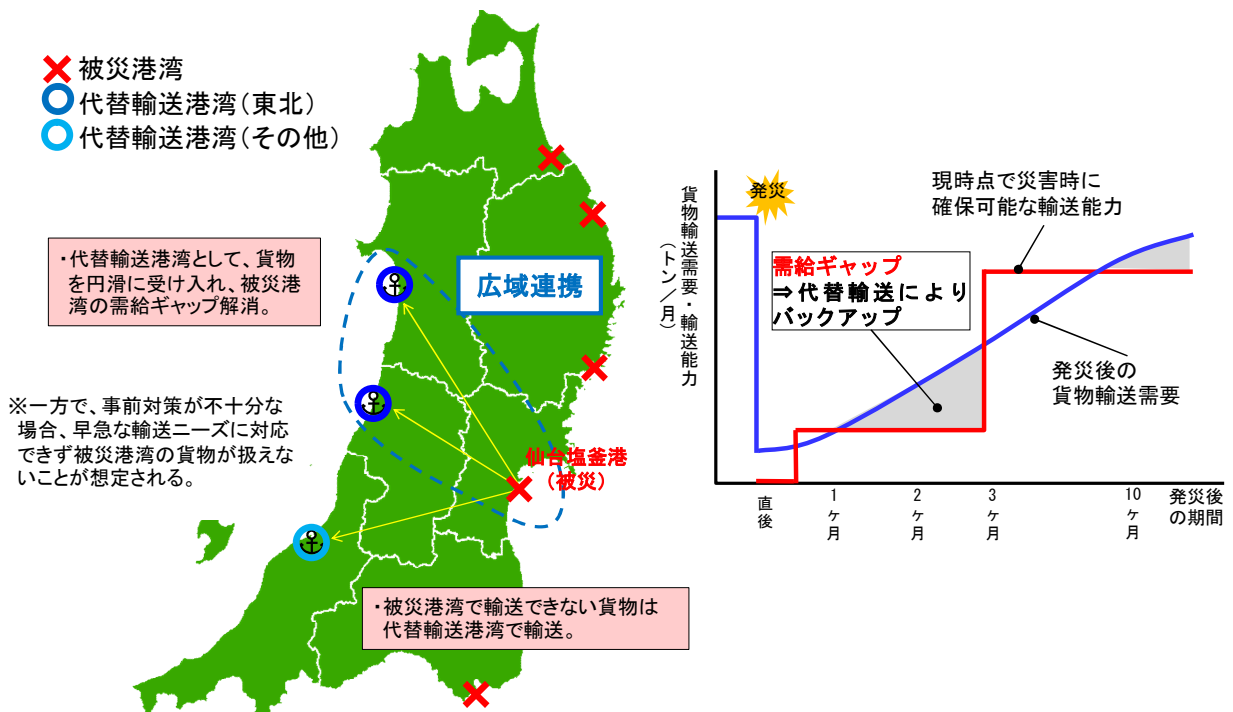 被災港湾
代替輸送港湾（東北）
代替輸送港湾（その他）
・代替輸送港湾として、貨物
を円滑に受け入れ、被災港
湾の需給ギャップ解消。
広域連携
※一方で、事前対策が不十分な
場合、早急な輸送ニーズに対応
できず被災港湾の貨物が扱えな
いことが想定される。
仙台塩釜港
（被災）
・被災港湾で輸送できない貨物は
代替輸送港湾で輸送。
貨物輸送需要・輸送能力
（トン／月）
発災
現時点で災害時に
確保可能な輸送能力
需給ギャップ
⇒代替輸送により
バックアップ
発災後の
貨物輸送需要
直後
1ヶ月
2ヶ月
3ヶ月
10ヶ月
発災後
の期間